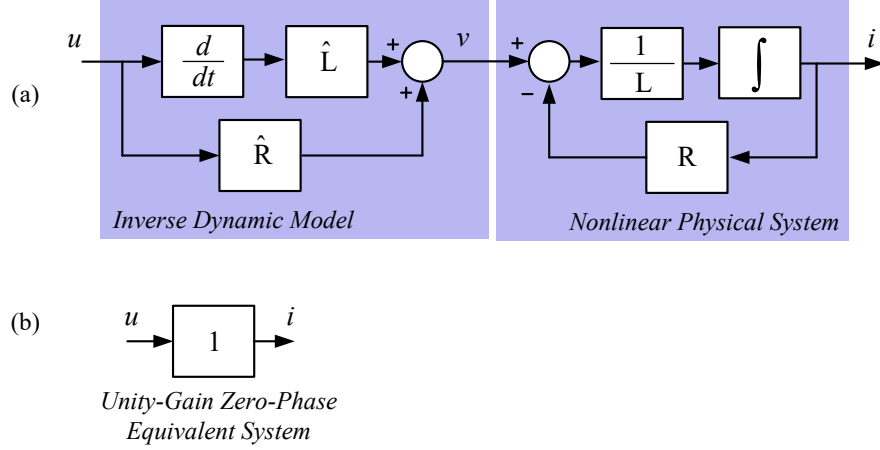 (a)
u
d
dt
L̂
+
+
v
+
−
1
L
∫
i
R̂
R
Inverse Dynamic Model
Nonlinear Physical System
(b)
u
1
i
Unity-Gain Zero-Phase
Equivalent System